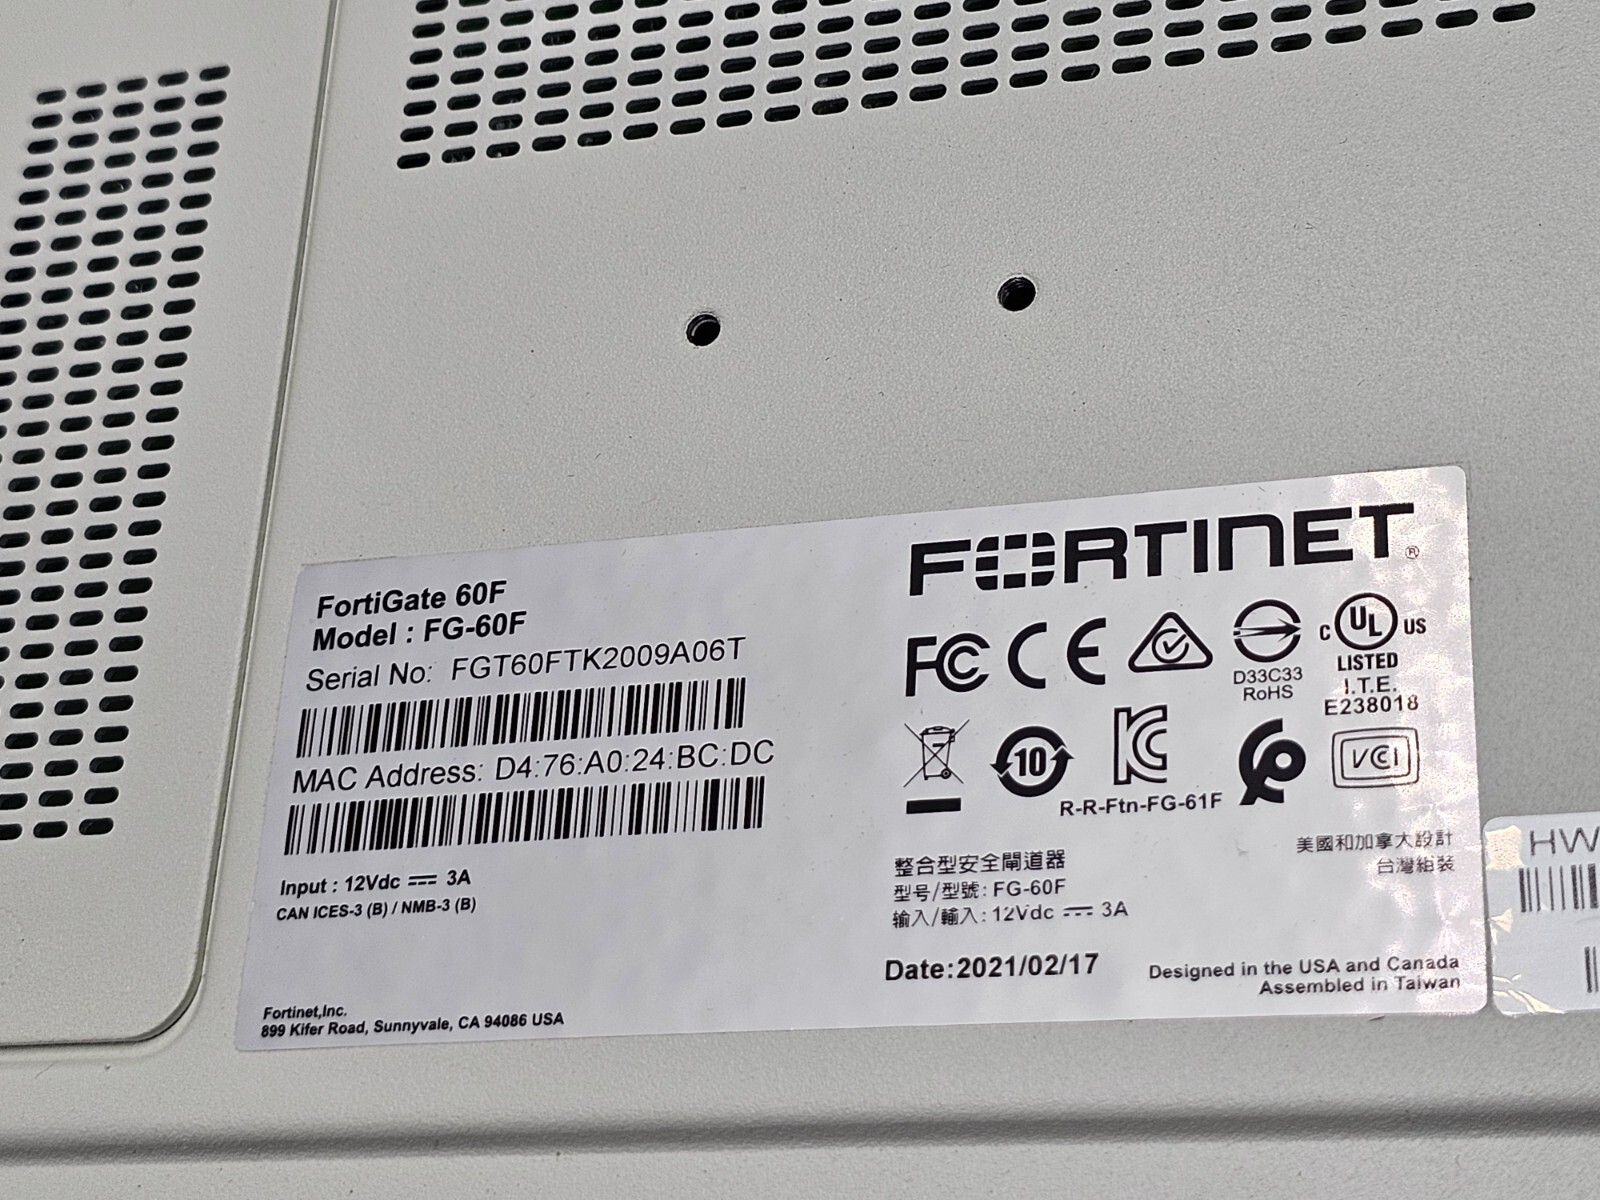 FortiGate 60F
Model : FG-60F
Serial No: FGT60FTK2009A06T
MAC Address: D4:76:A0:24:BC:DC
Input : 12Vdc ⎓ 3A
CAN ICES-3 (B) / NMB-3 (B)
Fortinet,Inc.
899 Kifer Road, Sunnyvale, CA 94086 USA
FORTINET®
FC CE
D33C33
RoHS
C UL US
LISTED
I.T.E.
E238018
10
R-R-Ftn-FG-61F
VCI
整合型安全閘道器
型号/型號: FG-60F
输入/輸入: 12Vdc ⎓ 3A
美國和加拿大設計
台灣組裝
Date:2021/02/17
Designed in the USA and Canada
Assembled in Taiwan
HW